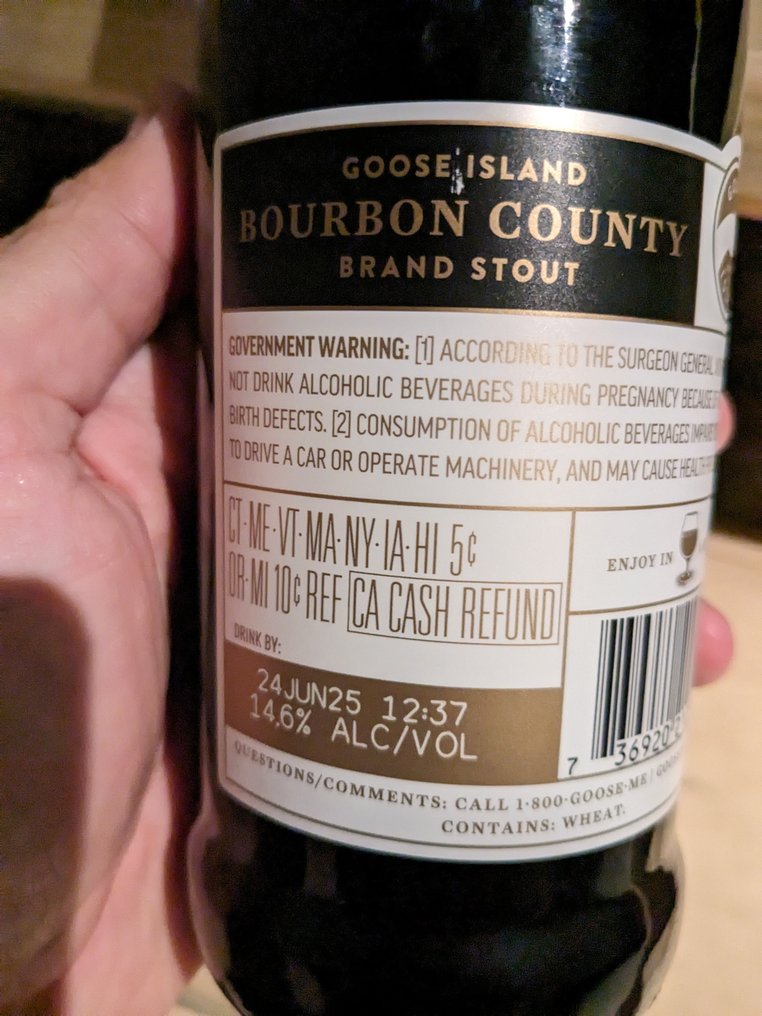 GOOSE ISLAND
BOURBON COUNTY
BRAND STOUT
GOVERNMENT WARNING: [1] ACCORDING TO THE SURGEON GENERAL,
NOT DRINK ALCOHOLIC BEVERAGES DURING PREGNANCY BECAUSE
BIRTH DEFECTS. [2] CONSUMPTION OF ALCOHOLIC BEVERAGES
TO DRIVE A CAR OR OPERATE MACHINERY, AND MAY CAUSE HEALTH
CT·ME·VT·MA·NY·IA·HI 5¢
OR·MI 10¢ REF CA CASH REFUND
ENJOY IN
DRINK BY:
24JUN25 12:37
14.6% ALC/VOL
7 36920
QUESTIONS/COMMENTS: CALL 1·800·GOOSE·ME |
CONTAINS: WHEAT.